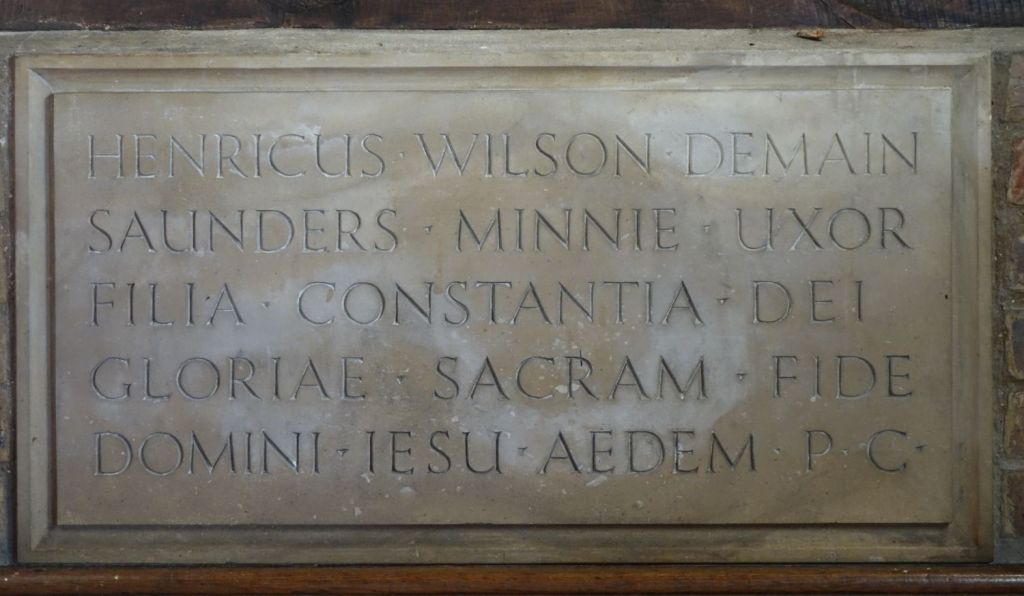 HENRICUS · WILSON · DEMAIN
SAUNDERS · MINNIE · UXOR
FILIA · CONSTANTIA · DEI
GLORIAE · SACRAM · FIDE
DOMINI · IESU · AEDEM · P · C ·